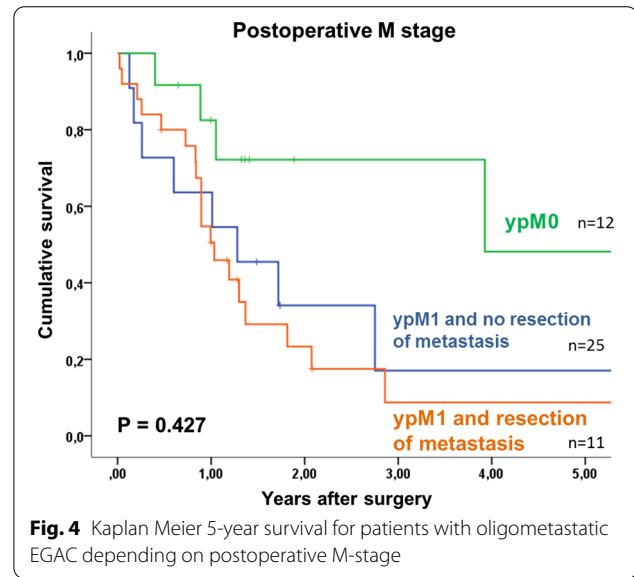 Postoperative M stage
1,0
0,8
0,6
0,4
0,2
0,0
Cumulative survival
ypM0 n=12
ypM1 and no resection
of metastasis n=25
ypM1 and resection
of metastasis n=11
P = 0.427
,00 1,00 2,00 3,00 4,00 5,00
Years after surgery
Fig. 4 Kaplan Meier 5-year survival for patients with oligometastatic
EGAC depending on postoperative M-stage